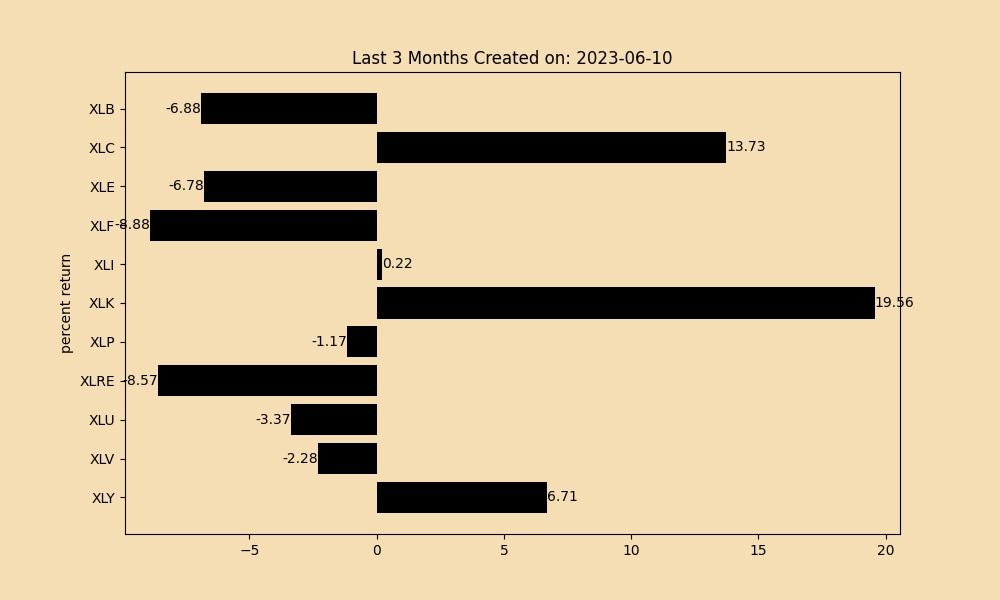 Last 3 Months Created on: 2023-06-10
percent return
XLB -6.88
XLC 13.73
XLE -6.78
XLF -8.88
XLI 0.22
XLK 19.56
XLP -1.17
XLRE -8.57
XLU -3.37
XLV -2.28
XLY 6.71
−5 0 5 10 15 20